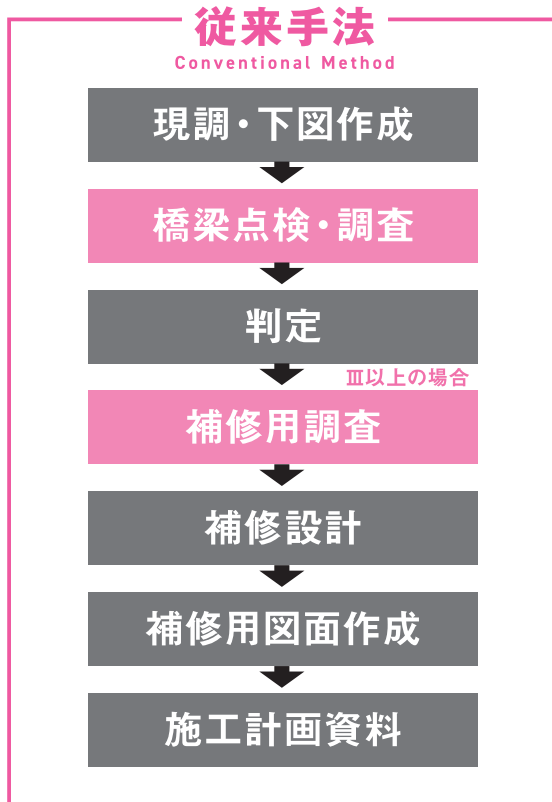 従来手法
Conventional Method
現調・下図作成
橋梁点検・調査
判定
Ⅲ以上の場合
補修用調査
補修設計
補修用図面作成
施工計画資料